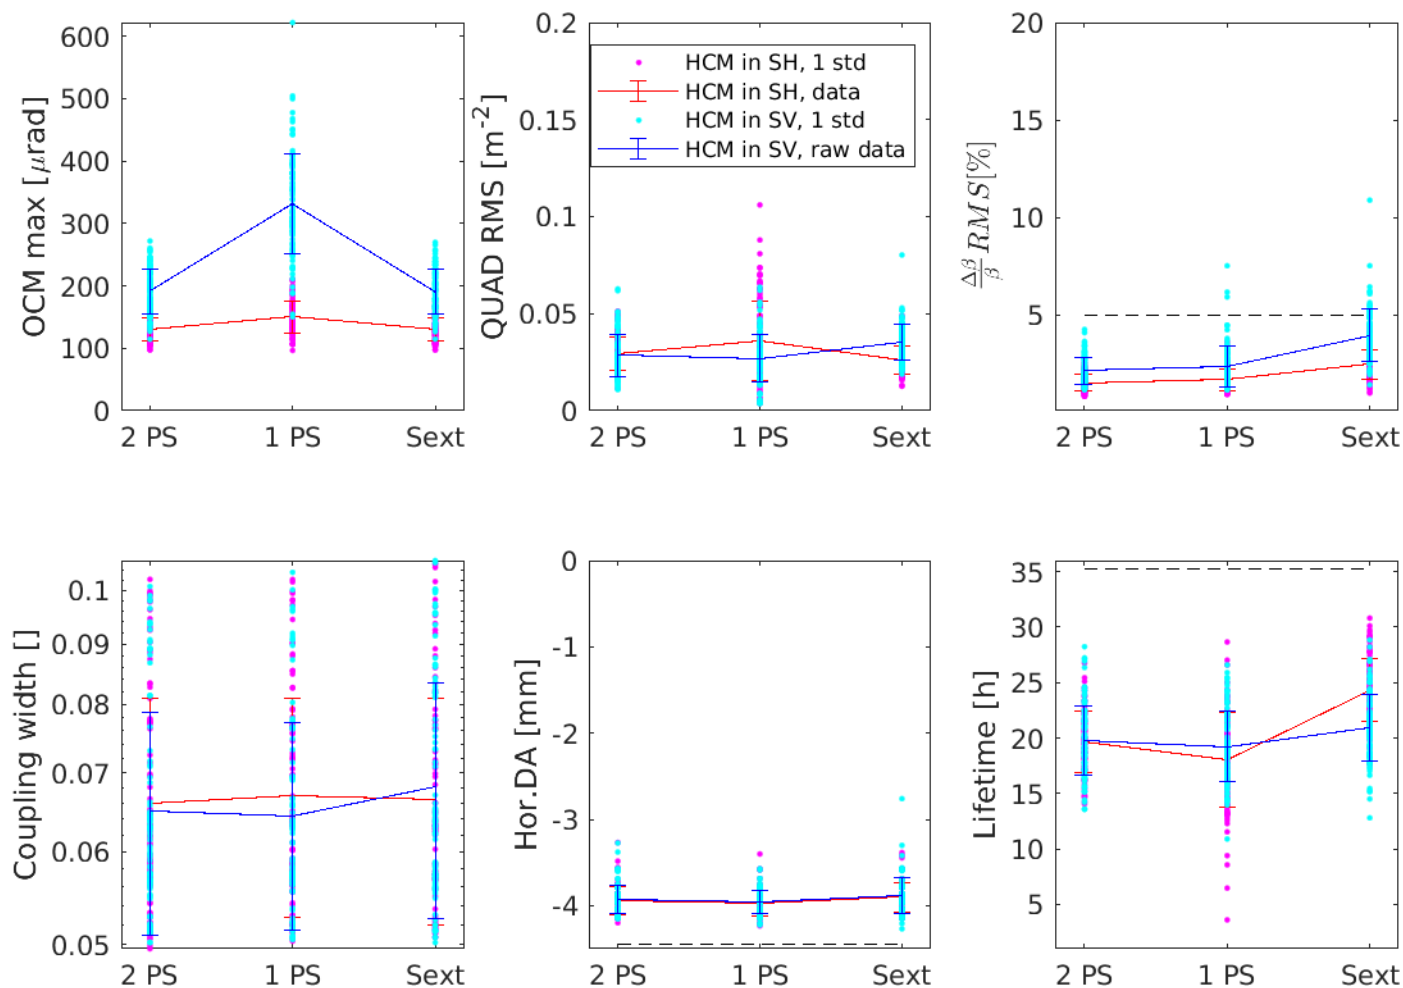 OCM max [μrad]
600
500
400
300
200
100
0
2 PS 1 PS Sext
QUAD RMS [m-2]
0.2
0.15
0.1
0.05
0
HCM in SH, 1 std
HCM in SH, data
HCM in SV, 1 std
HCM in SV, raw data
2 PS 1 PS Sext
Δβ/β RMS[%]
20
15
10
5
2 PS 1 PS Sext
Coupling width []
0.1
0.09
0.08
0.07
0.06
0.05
2 PS 1 PS Sext
Hor.DA [mm]
0
-1
-2
-3
-4
2 PS 1 PS Sext
Lifetime [h]
35
30
25
20
15
10
5
2 PS 1 PS Sext